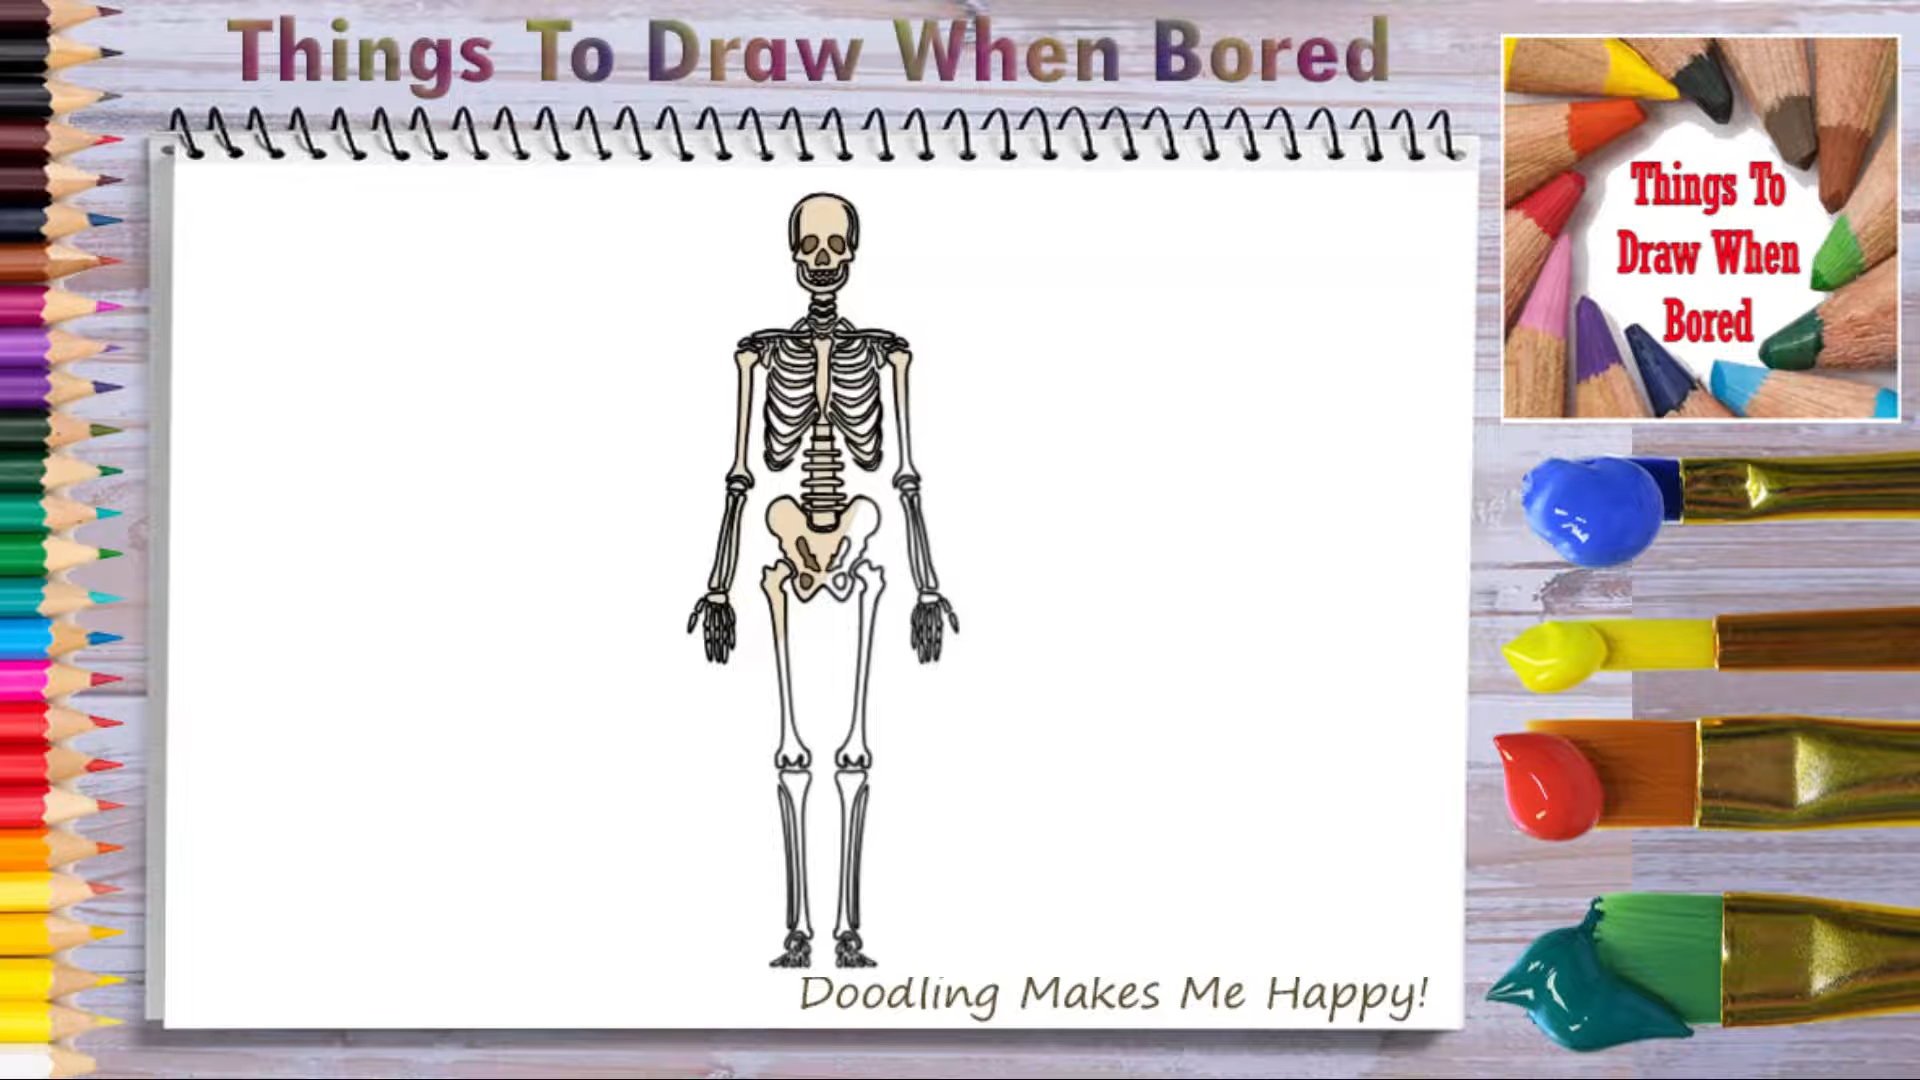 Things To Draw When Bored
Things To
Draw When
Bored
Doodling Makes Me Happy!